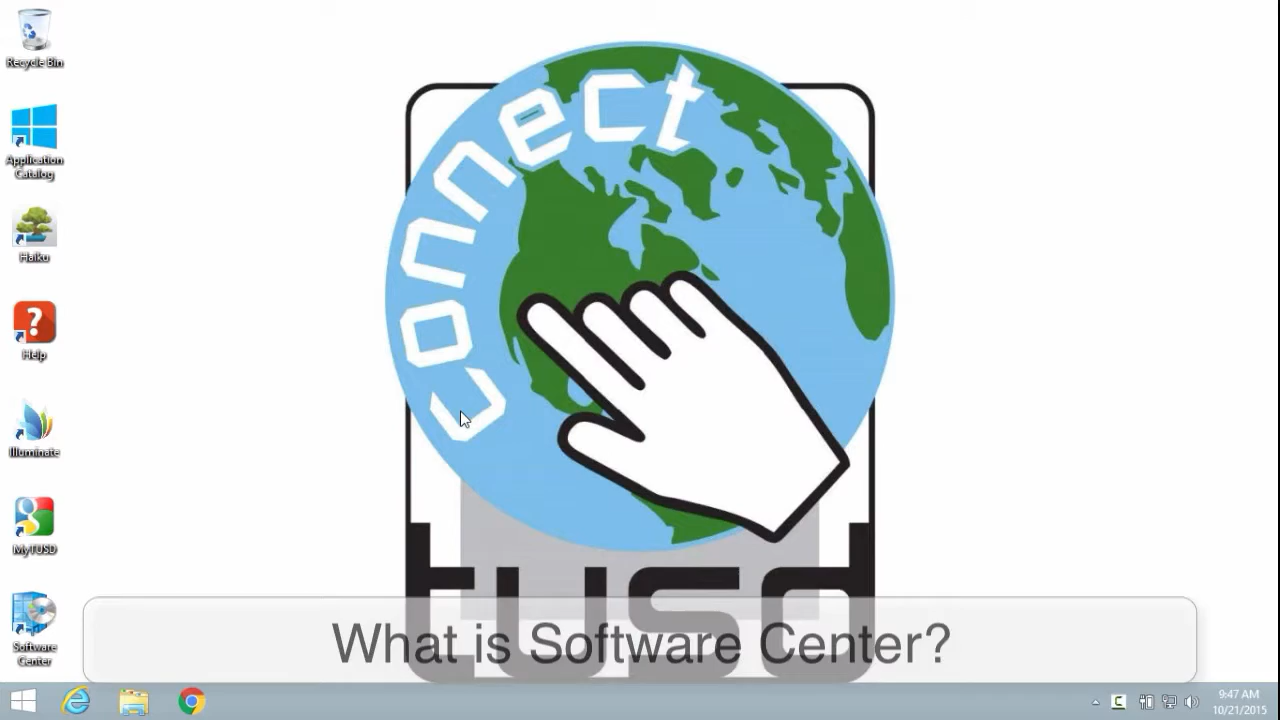 Recycle Bin
Application
Catalog
Haiku
Help
Illuminate
MyTUSD
Software
Center
connect
tusd
What is Software Center?
9:47 AM
10/21/2015